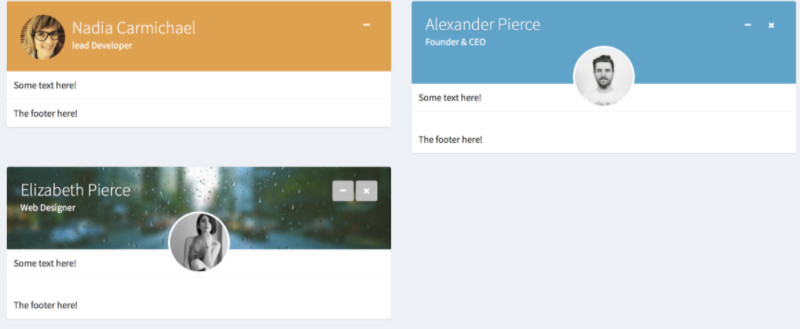 Nadia Carmichael
lead Developer
Some text here!
The footer here!
Alexander Pierce
Founder & CEO
Some text here!
The footer here!
Elizabeth Pierce
Web Designer
Some text here!
The footer here!